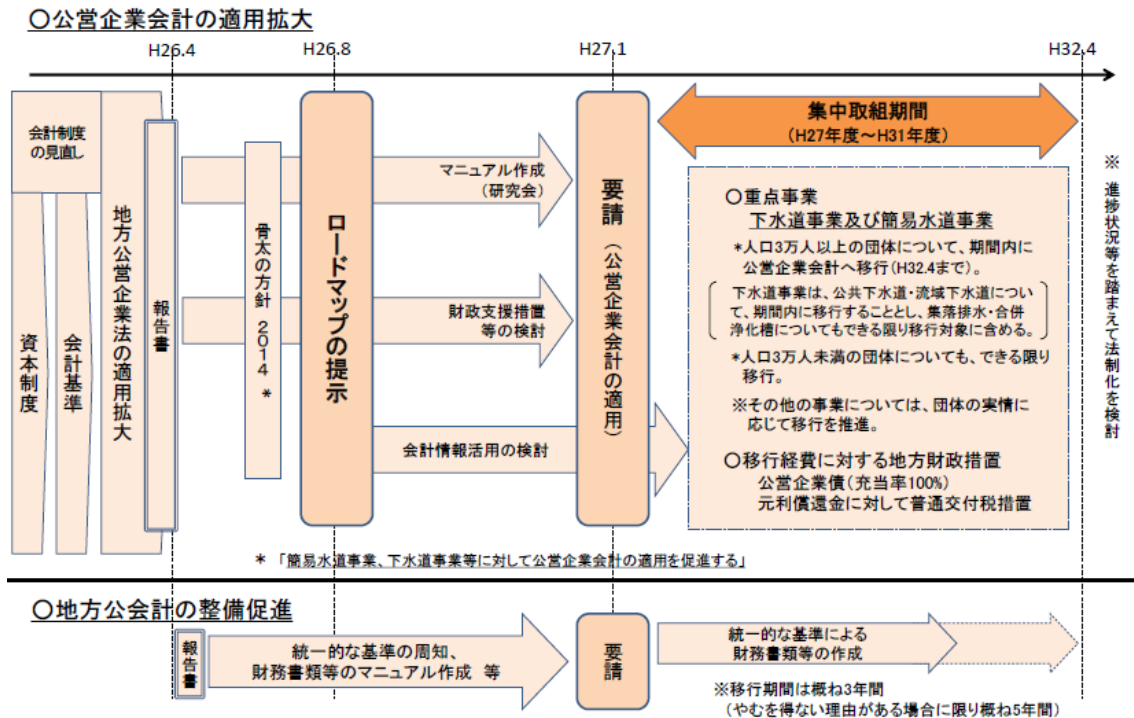 〇公営企業会計の適用拡大
H26.4
H26.8
H27.1
H32.4
会計制度
の見直し
資本制度
会計基準
地方公営企業法の適用拡大
報告書
骨太の方針 2014 *
ロードマップの提示
マニュアル作成
(研究会)
財政支援措置
等の検討
会計情報活用の検討
要請(公営企業会計の適用)
集中取組期間
(H27年度～H31年度)
〇重点事業
下水道事業及び簡易水道事業
*人口3万人以上の団体について、期間内に
公営企業会計へ移行(H32.4まで)。
下水道事業は、公共下水道・流域下水道につい
て、期間内に移行することとし、集落排水・合併
浄化槽についてもできる限り移行対象に含める。
*人口3万人未満の団体についても、できる限り
移行。
※その他の事業については、団体の実情に
応じて移行を推進。
〇移行経費に対する地方財政措置
公営企業債(充当率100%)
元利償還金に対して普通交付税措置
※ 進捗状況等を踏まえて法制化を検討
* 「簡易水道事業、下水道事業等に対して公営企業会計の適用を促進する」
〇地方公会計の整備促進
報告書
統一的な基準の周知、
財務書類等のマニュアル作成 等
要請
統一的な基準による
財務書類等の作成
※移行期間は概ね3年間
(やむを得ない理由がある場合に限り概ね5年間)